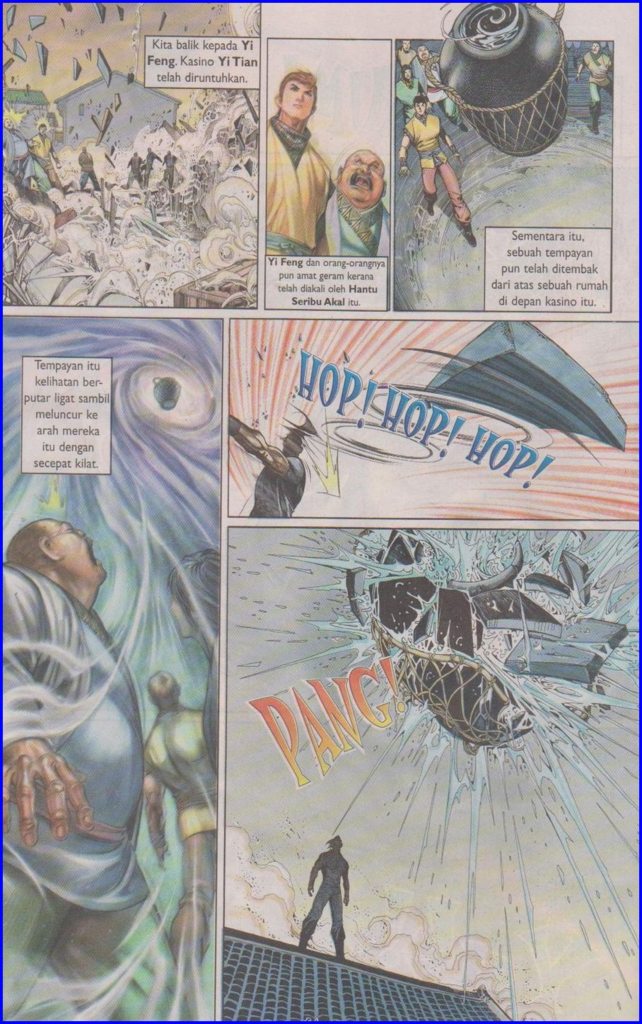 Kita balik kepada Yi
Feng. Kasino Yi Tian
telah diruntuhkan.
Yi Feng dan orang-orangnya
pun amat geram kerana
telah diakali oleh Hantu
Seribu Akal itu.
Sementara itu,
sebuah tempayan
pun telah ditembak
dari atas sebuah rumah
di depan kasino itu.
Tempayan itu
kelihatan ber-
putar ligat sambil
meluncur ke
arah mereka
itu dengan
secepat kilat.
HOP! HOP! HOP!
PANG!